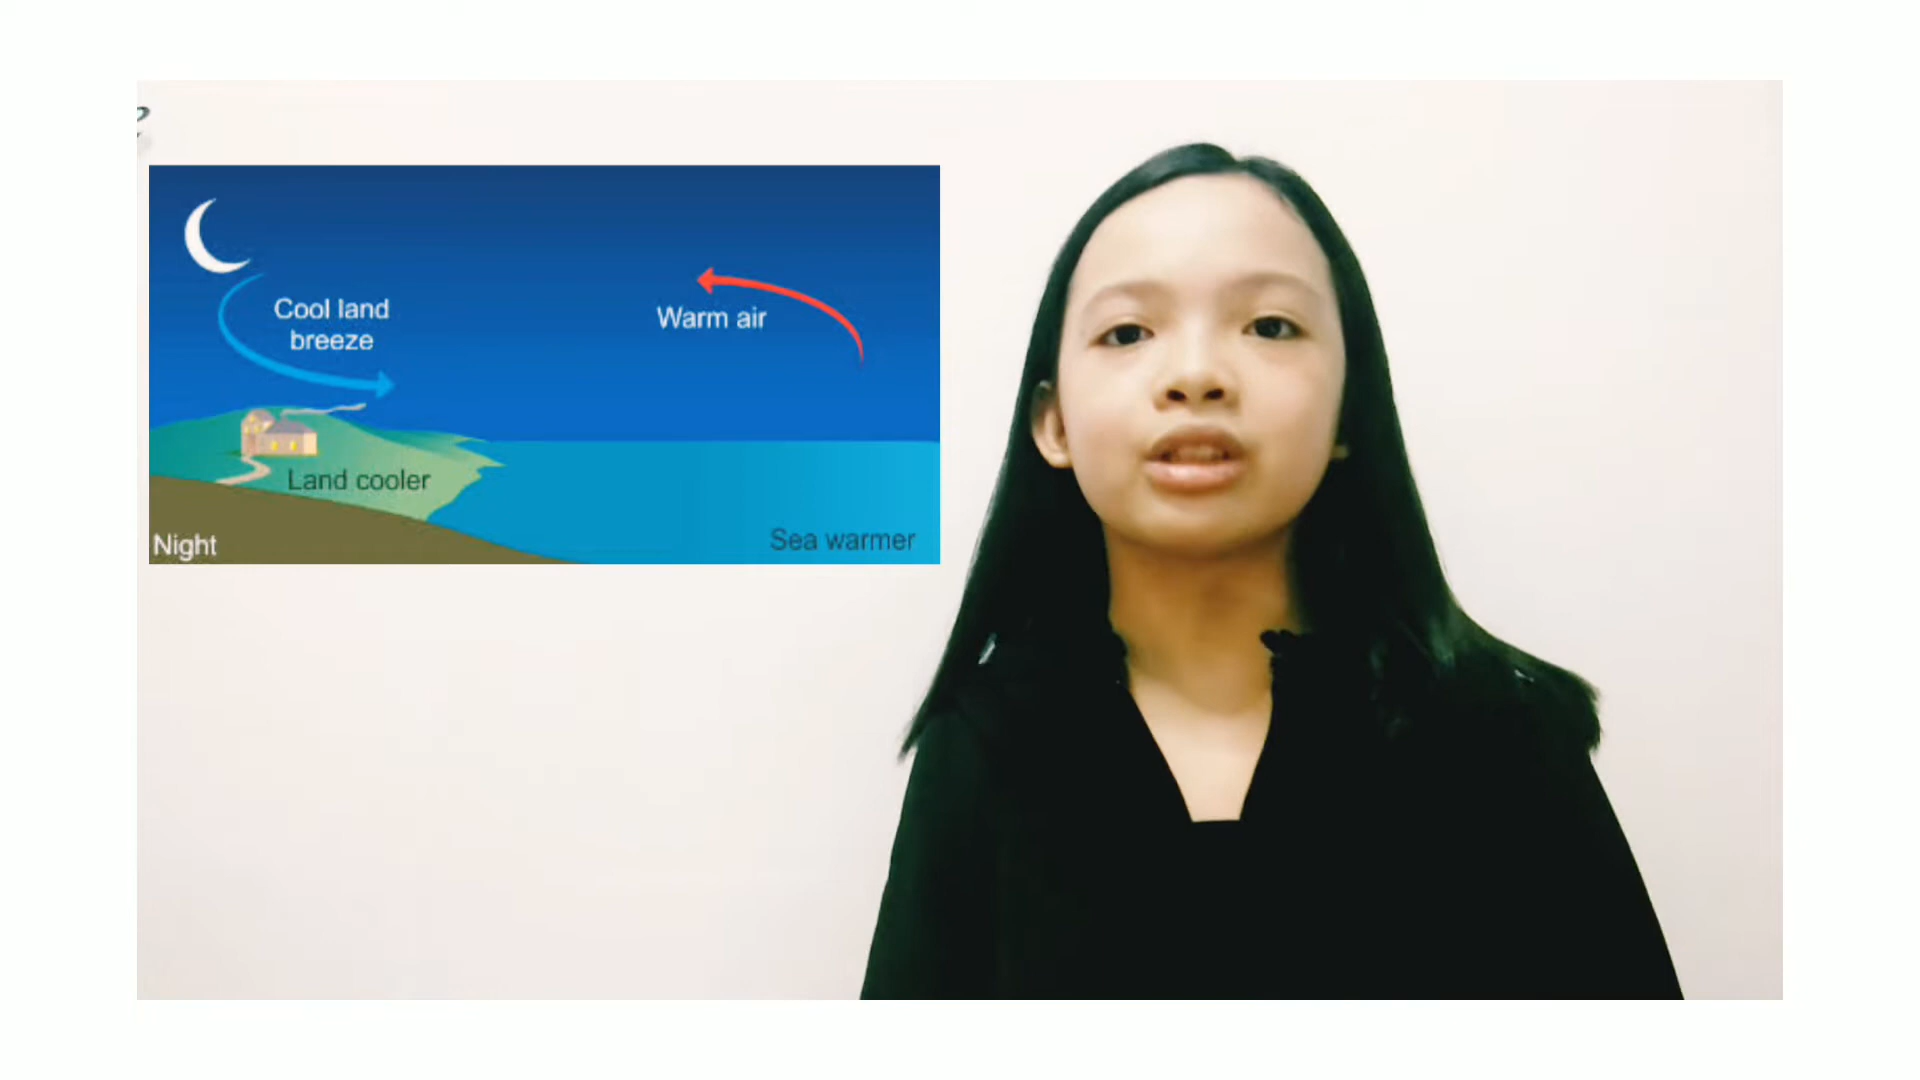 Cool land
breeze
Warm air
Land cooler
Night
Sea warmer